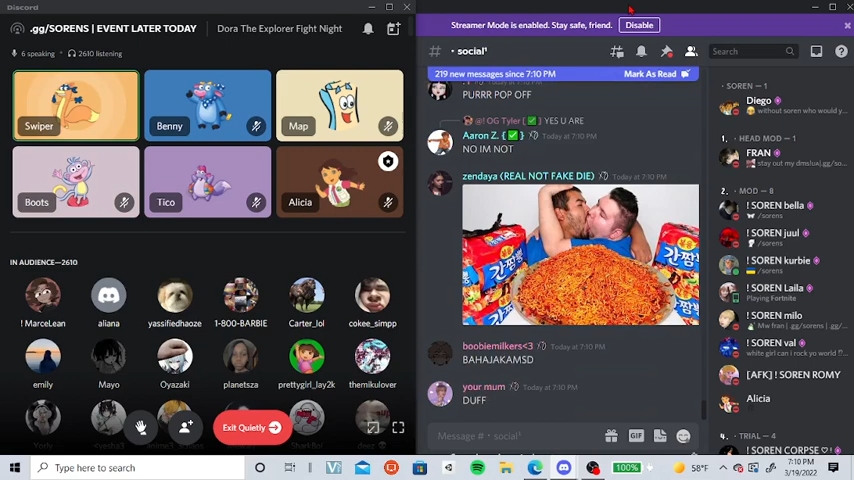 Discord
.gg/SORENS | EVENT LATER TODAY
Dora The Explorer Fight Night
6 speaking
2610 listening
Swiper
Benny
Map
Boots
Tico
Alicia
IN AUDIENCE—2610
! MarceLean
aliana
yassifiedhaoze
1-800-BARBIE
Carter_lol
cokee_simpp
emily
Mayo
Oyazaki
planetsza
prettygirl_lay2k
themikulover
Exit Quietly
Streamer Mode is enabled. Stay safe, friend.
Disable
# social¹
Search
219 new messages since 7:10 PM
Mark As Read
PURRR POP OFF
@! OG Tyler [✅] YES U ARE
Aaron Z. {✅}
Today at 7:10 PM
NO IM NOT
zendaya (REAL NOT FAKE DIE)
Today at 7:10 PM
boobiemilkers<3
Today at 7:10 PM
BAHAJAKAMSD
your mum
Today at 7:10 PM
DUFF
Message # · social¹
GIF
· SOREN — 1
Diego
without soren who would y...
1. HEAD MOD — 1
FRAN
stay out my dms|.gg/s...
2. MOD — 8
! SOREN bella
/sorens
! SOREN juul
/sorens
! SOREN kurbie
/sorens
! SOREN Laila
Playing Fortnite
! SOREN milo
Mw fran | .gg/sorens | .g...
! SOREN val
white girl can i rock yo world
[AFK] ! SOREN ROMY
Alicia
4. TRIAL — 4
! SOREN CORPSE
Type here to search
100%
58°F
7:10 PM
3/19/2022